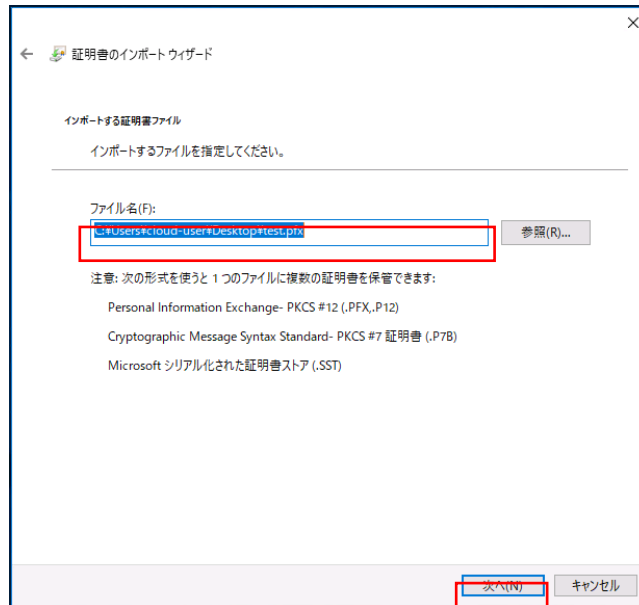 証明書のインポート ウィザード
インポートする証明書ファイル
インポートするファイルを指定してください。
ファイル名(F):
C:¥Users¥cloud-user¥Desktop¥test.pfx
参照(R)...
注意: 次の形式を使うと 1 つのファイルに複数の証明書を保管できます:
Personal Information Exchange- PKCS #12 (.PFX,.P12)
Cryptographic Message Syntax Standard- PKCS #7 証明書 (.P7B)
Microsoft シリアル化された証明書ストア (.SST)
次へ(N)
キャンセル